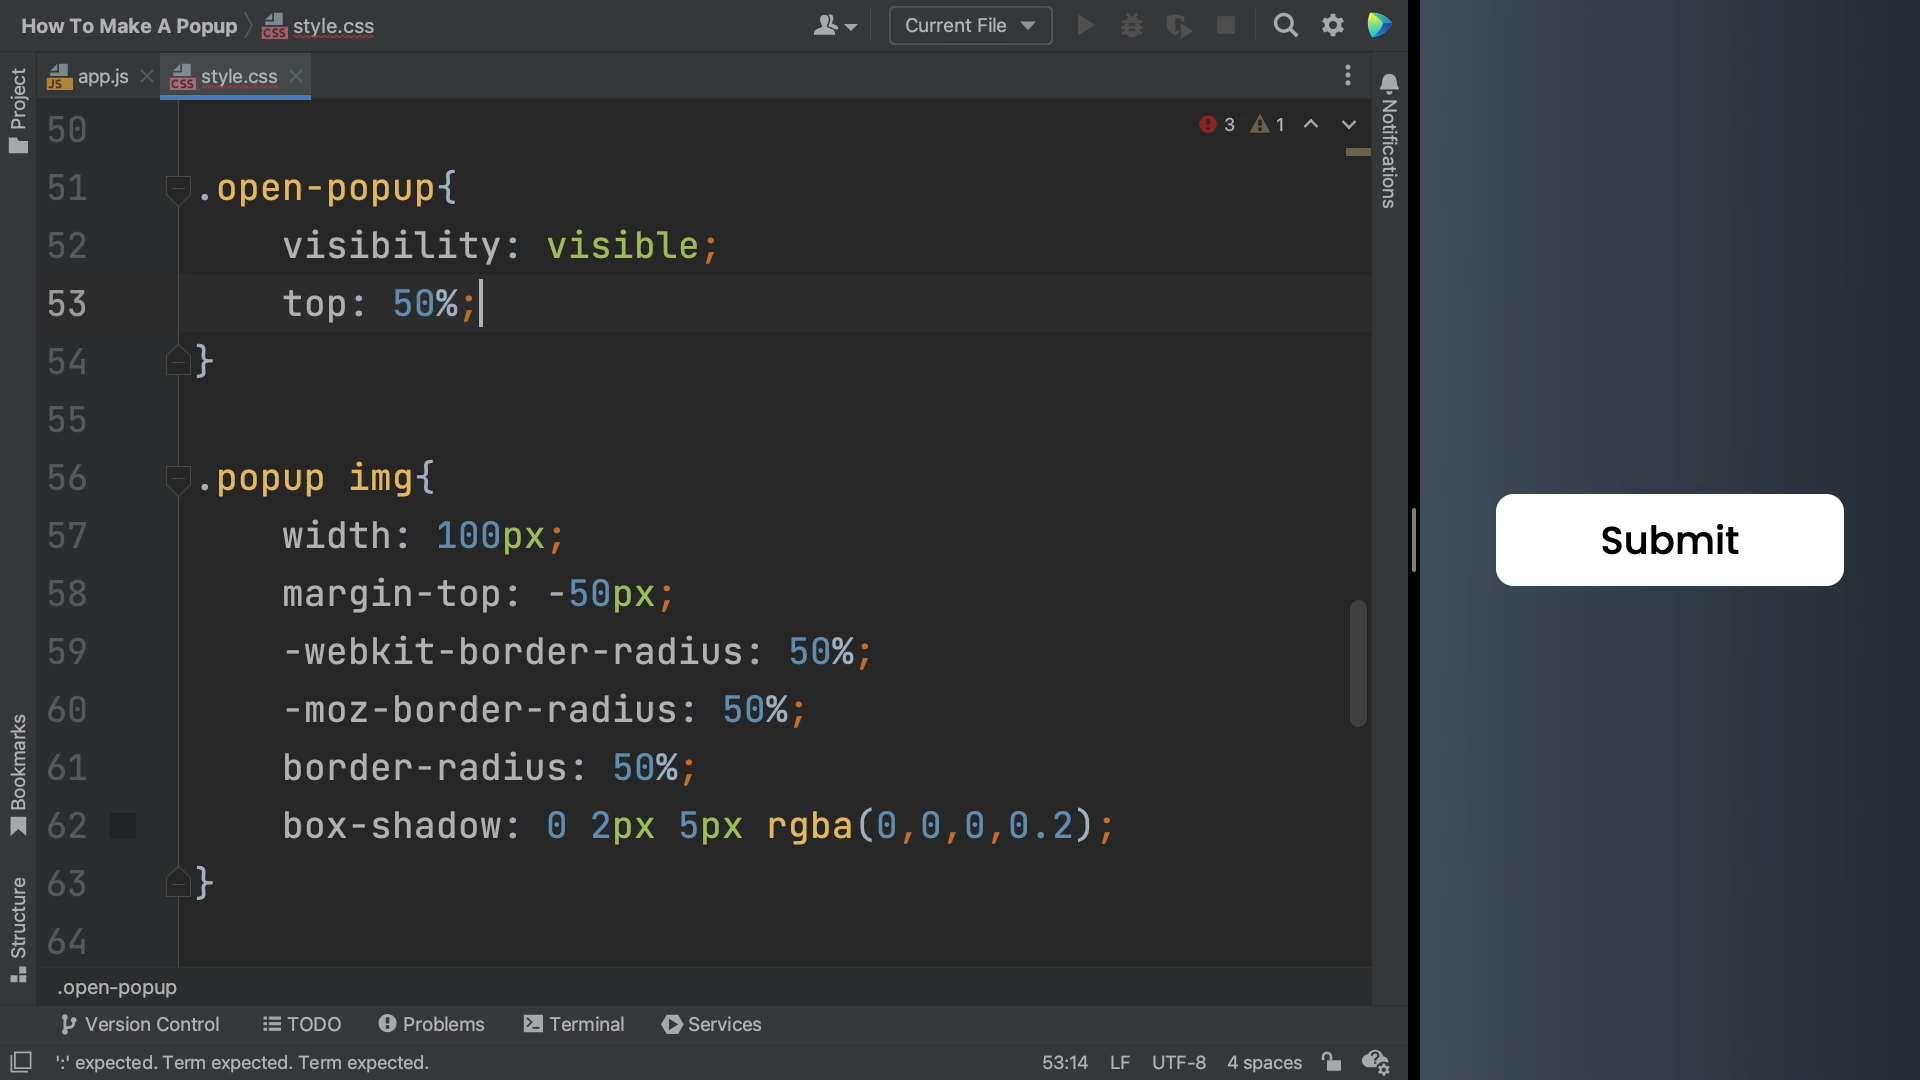 How To Make A Popup
style.css
Current File
app.js
style.css
Project
Notifications
3
1
50
51 .open-popup{
52 visibility: visible;
53 top: 50%;
54 }
55
56 .popup img{
57 width: 100px;
58 margin-top: -50px;
59 -webkit-border-radius: 50%;
60 -moz-border-radius: 50%;
61 border-radius: 50%;
62 box-shadow: 0 2px 5px rgba(0,0,0,0.2);
63 }
64
Submit
Bookmarks
Structure
.open-popup
Version Control
TODO
Problems
Terminal
Services
':' expected. Term expected. Term expected.
53:14
LF
UTF-8
4 spaces